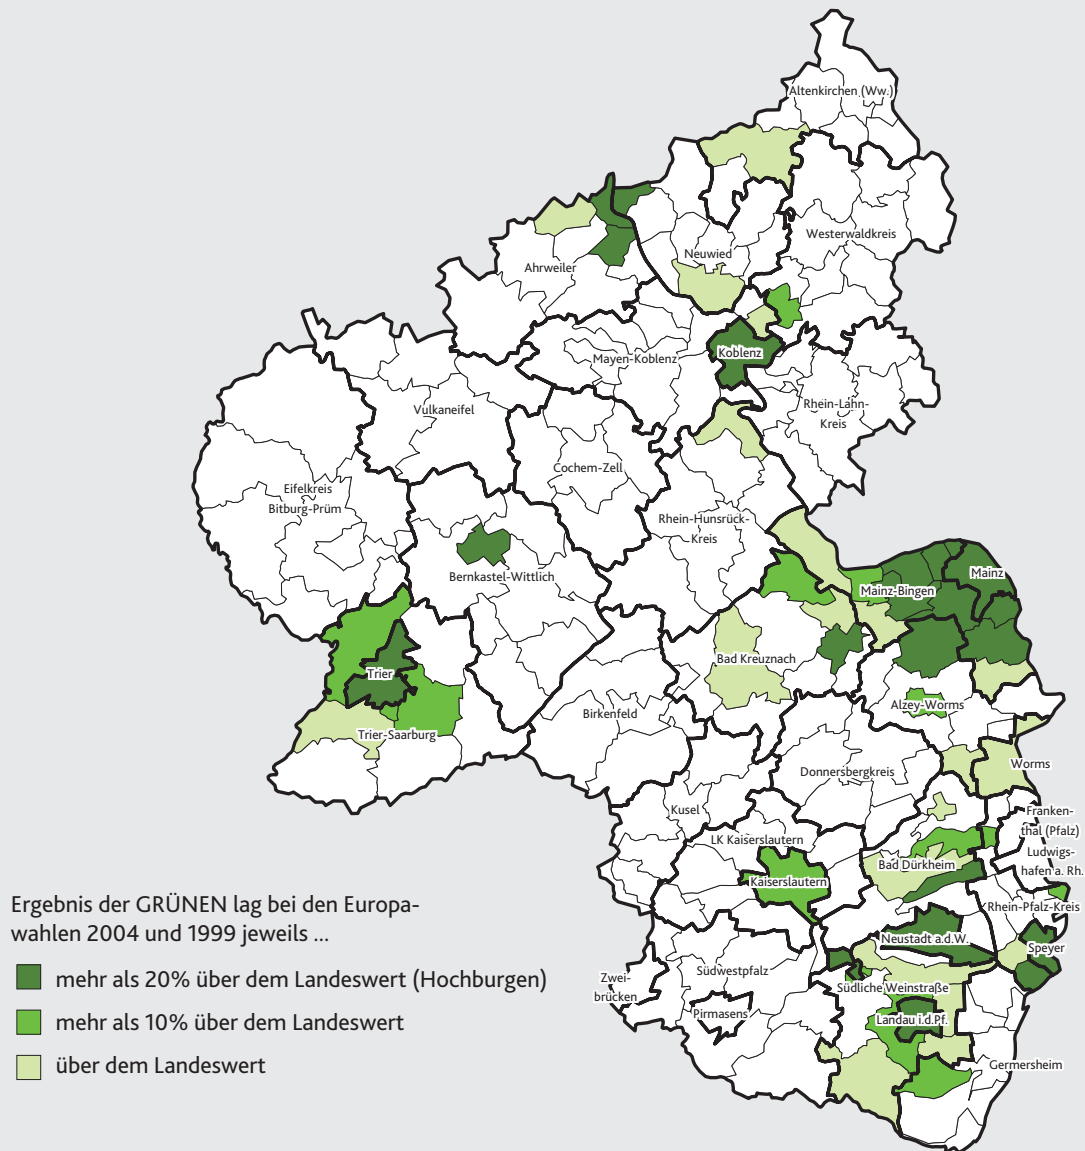 Altenkirchen (Ww.)
Westerwaldkreis
Neuwied
Ahrweiler
Koblenz
Mayen-Koblenz
Rhein-Lahn-
Kreis
Vulkaneifel
Cochem-Zell
Eifelkreis
Bitburg-Prüm
Rhein-Hunsrück-
Kreis
Mainz
Bernkastel-Wittlich
Mainz-Bingen
Bad Kreuznach
Trier
Alzey-Worms
Birkenfeld
Trier-Saarburg
Worms
Donnersbergkreis
Kusel
Franken-
thal (Pfalz)
LK Kaiserslautern
Ludwigs-
hafen a. Rh.
Bad Dürkheim
Kaiserslautern
Rhein-Pfalz-Kreis
Neustadt a.d.W.
Speyer
Südwestpfalz
Zwei-
brücken
Südliche Weinstraße
Pirmasens
Landau i.d.Pf.
Germersheim
Ergebnis der GRÜNEN lag bei den Europa-
wahlen 2004 und 1999 jeweils ...
mehr als 20% über dem Landeswert (Hochburgen)
mehr als 10% über dem Landeswert
über dem Landeswert